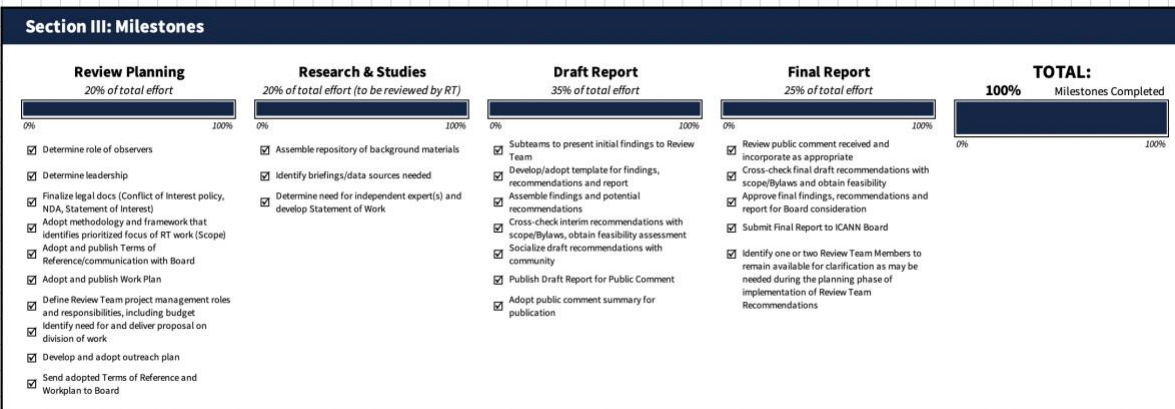 Section III: Milestones
Review Planning
20% of total effort
0% 100%
Determine role of observers
Determine leadership
Finalize legal docs (Conflict of Interest policy,
NDA, Statement of Interest)
Adopt methodology and framework that
identifies prioritized focus of RT work (Scope)
Adopt and publish Terms of
Reference/communication with Board
Adopt and publish Work Plan
Define Review Team project management roles
and responsibilities, including budget
Identify need for and deliver proposal on
division of work
Develop and adopt outreach plan
Send adopted Terms of Reference and
Workplan to Board
Research & Studies
20% of total effort (to be reviewed by RT)
0% 100%
Assemble repository of background materials
Identify briefings/data sources needed
Determine need for independent expert(s) and
develop Statement of Work
Draft Report
35% of total effort
0% 100%
Subteams to present initial findings to Review
Team
Develop/adopt template for findings,
recommendations and report
Assemble findings and potential
recommendations
Cross-check interim recommendations with
scope/Bylaws, obtain feasibility assessment
Socialize draft recommendations with
community
Publish Draft Report for Public Comment
Adopt public comment summary for
publication
Final Report
25% of total effort
0% 100%
Review public comment received and
incorporate as appropriate
Cross-check final draft recommendations with
scope/Bylaws and obtain feasibility
Approve final findings, recommendations and
report for Board consideration
Submit Final Report to ICANN Board
Identify one or two Review Team Members to
remain available for clarification as may be
needed during the planning phase of
implementation of Review Team
Recommendations
TOTAL:
100% Milestones Completed
0% 100%